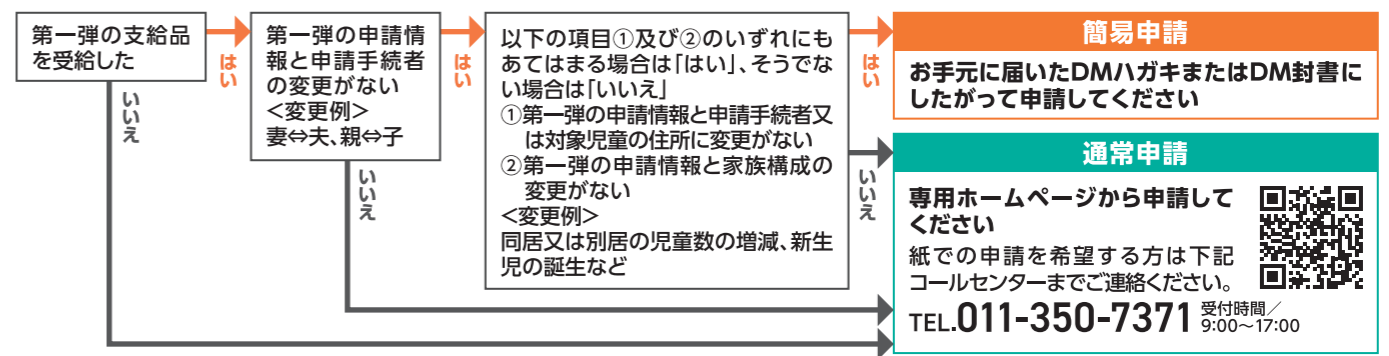 第一弾の支給品
を受給した
はい
いいえ
第一弾の申請情
報と申請手続者
の変更がない
<変更例>
妻⇔夫、親⇔子
はい
いいえ
以下の項目①及び②のいずれにも
あてはまる場合は「はい」、そうでな
い場合は「いいえ」
①第一弾の申請情報と申請手続者又
は対象児童の住所に変更がない
②第一弾の申請情報と家族構成の
変更がない
<変更例>
同居又は別居の児童数の増減、新生
児の誕生など
はい
いいえ
簡易申請
お手元に届いたDMハガキまたはDM封書に
したがって申請してください
通常申請
専用ホームページから申請して
ください
紙での申請を希望する方は下記
コールセンターまでご連絡ください。
TEL.011-350-7371 受付時間/
9:00〜17:00